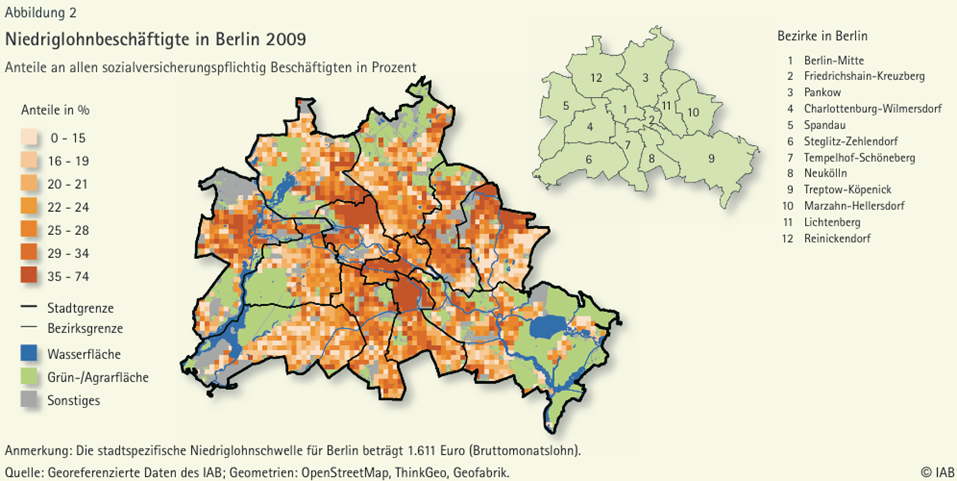 Abbildung 2
Niedriglohnbeschäftigte in Berlin 2009
Anteile an allen sozialversicherungspflichtig Beschäftigten in Prozent
Anteile in %
0 - 15
16 - 19
20 - 21
22 - 24
25 - 28
29 - 34
35 - 74
Stadtgrenze
Bezirksgrenze
Wasserfläche
Grün-/Agrarfläche
Sonstiges
12
3
5
1
11
10
4
2
7
6
8
9
Bezirke in Berlin
1 Berlin-Mitte
2 Friedrichshain-Kreuzberg
3 Pankow
4 Charlottenburg-Wilmersdorf
5 Spandau
6 Steglitz-Zehlendorf
7 Tempelhof-Schöneberg
8 Neukölln
9 Treptow-Köpenick
10 Marzahn-Hellersdorf
11 Lichtenberg
12 Reinickendorf
Anmerkung: Die stadtspezifische Niedriglohnschwelle für Berlin beträgt 1.611 Euro (Bruttomonatslohn).
Quelle: Georeferenzierte Daten des IAB; Geometrien: OpenStreetMap, ThinkGeo, Geofabrik.
© IAB